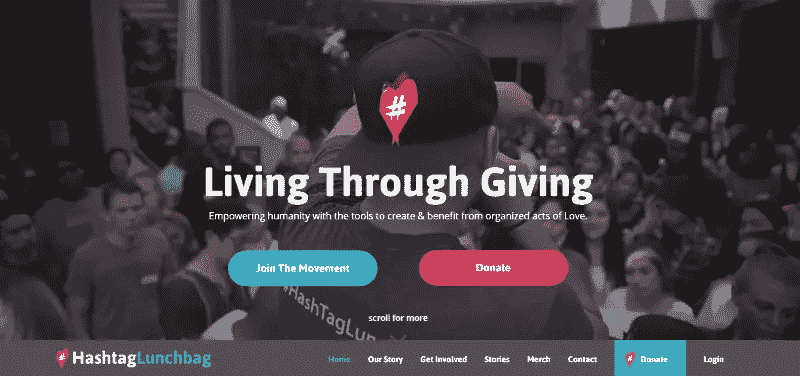 #
Living Through Giving
Empowering humanity with the tools to create & benefit from organized acts of Love.
Join The Movement
Donate
#HashTagLun
scroll for more
# HashtagLunchbag
Home
Our Story
Get Involved
Stories
Merch
Contact
# Donate
Login